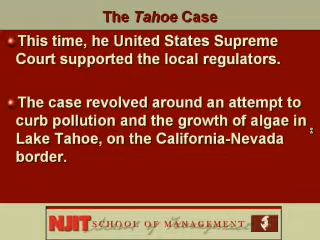 The Tahoe Case
This time, he United States Supreme
Court supported the local regulators.
The case revolved around an attempt to
curb pollution and the growth of algae in
Lake Tahoe, on the California-Nevada
border.
NJIT SCHOOL OF MANAGEMENT